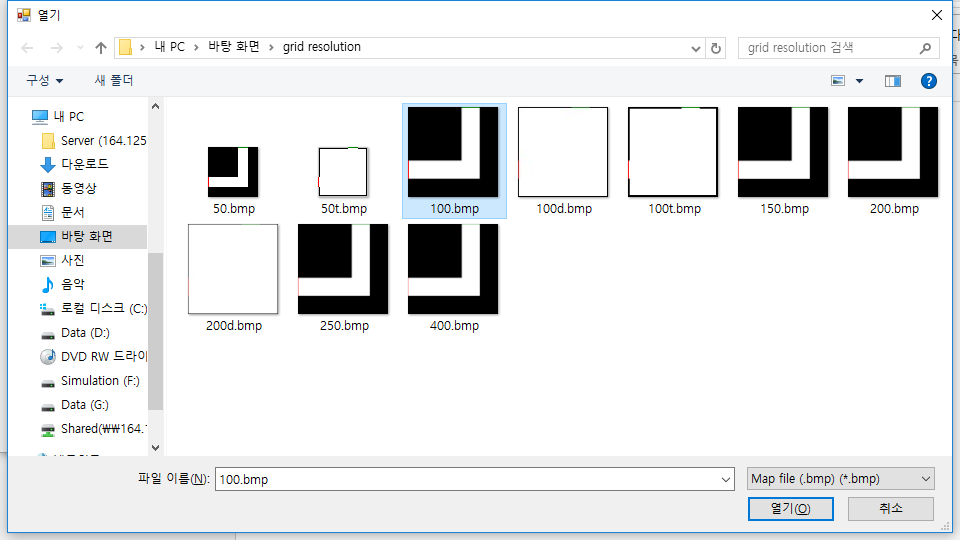 열기
내 PC 바탕 화면 grid resolution
grid resolution 검색
구성 새 폴더
내 PC
Server (164.125
다운로드
동영상
문서
바탕 화면
사진
음악
로컬 디스크 (C:)
Data (D:)
DVD RW 드라이
Simulation (F:)
Data (G:)
Shared(₩₩164.1
50.bmp
50t.bmp
100.bmp
100d.bmp
100t.bmp
150.bmp
200.bmp
200d.bmp
250.bmp
400.bmp
파일 이름(N):
100.bmp
Map file (.bmp) (*.bmp)
열기(O)
취소